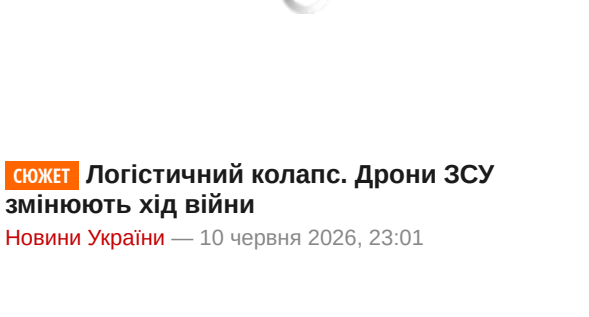 СЮЖЕТ Логістичний колапс. Дрони ЗСУ
змінюють хід війни
Новини України — 10 червня 2026, 23:01